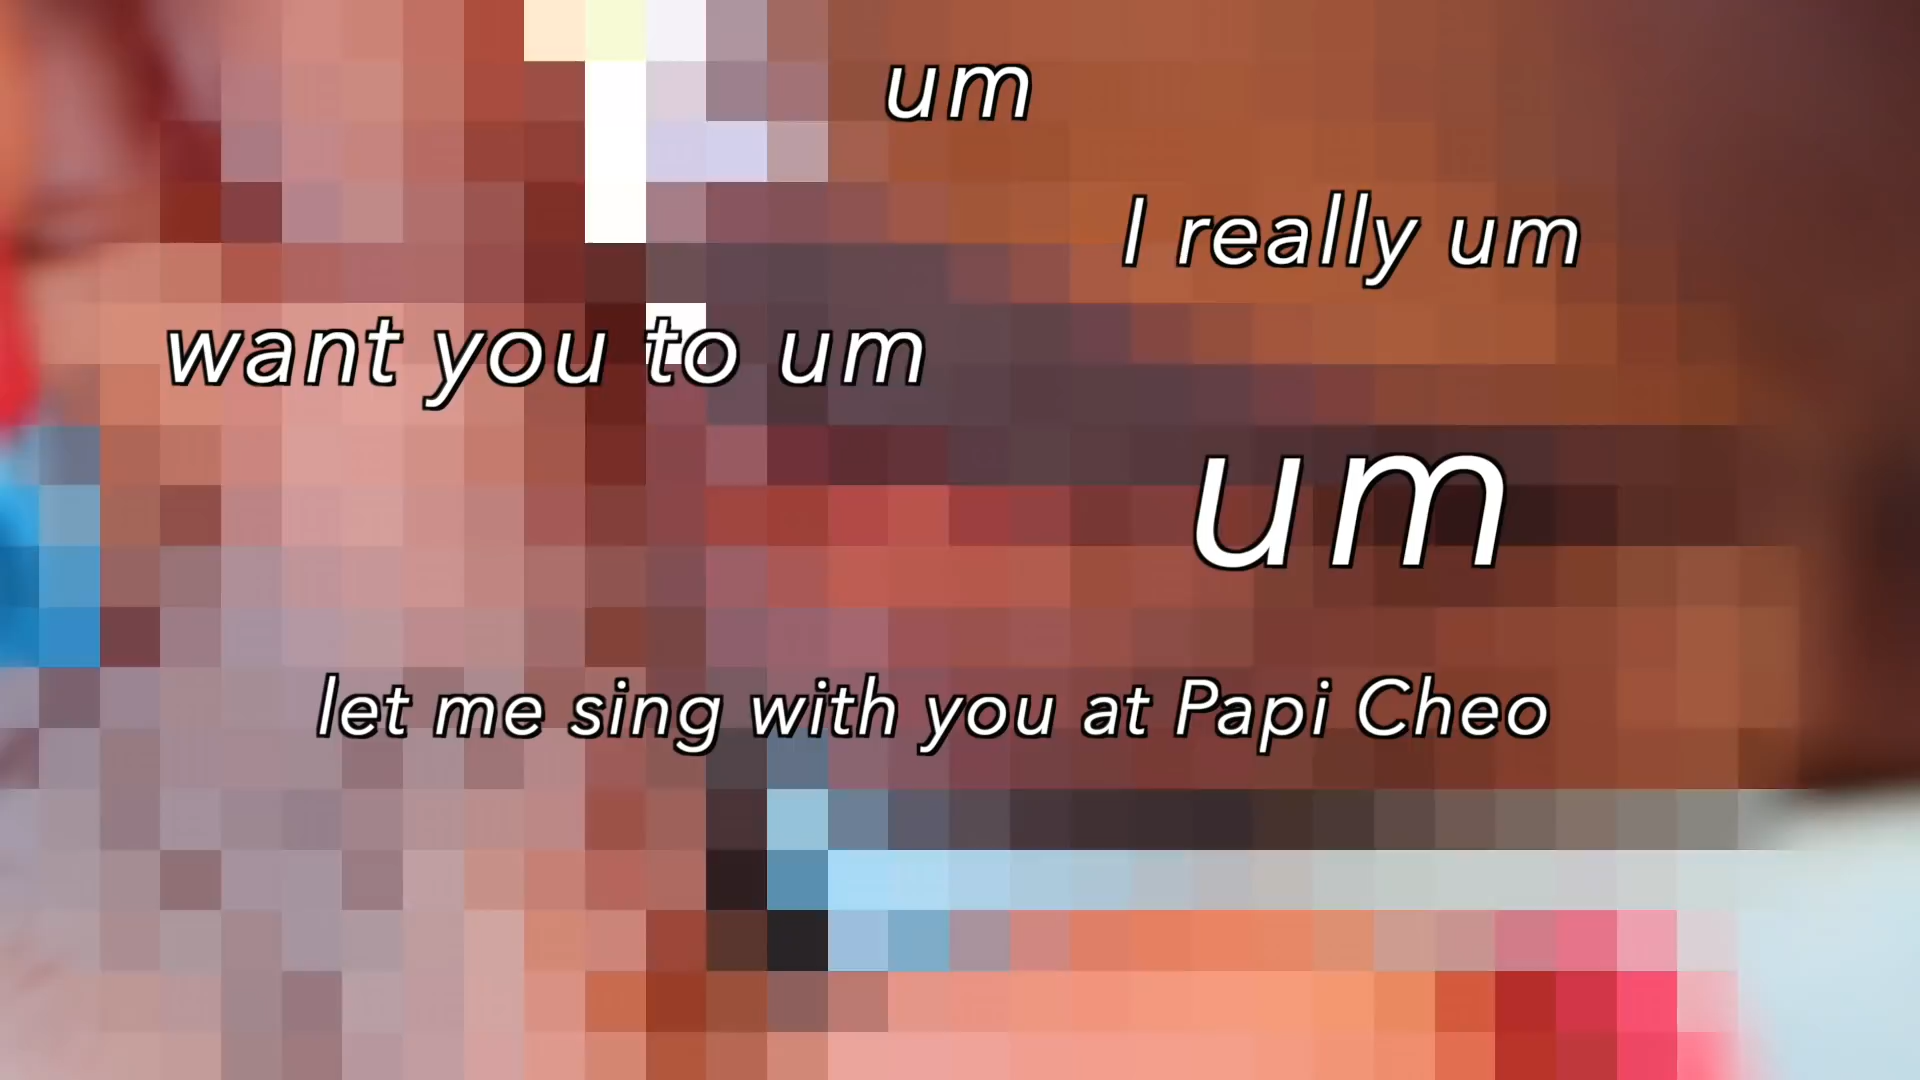 um
I really um
want you to um
um
let me sing with you at Papi Cheo